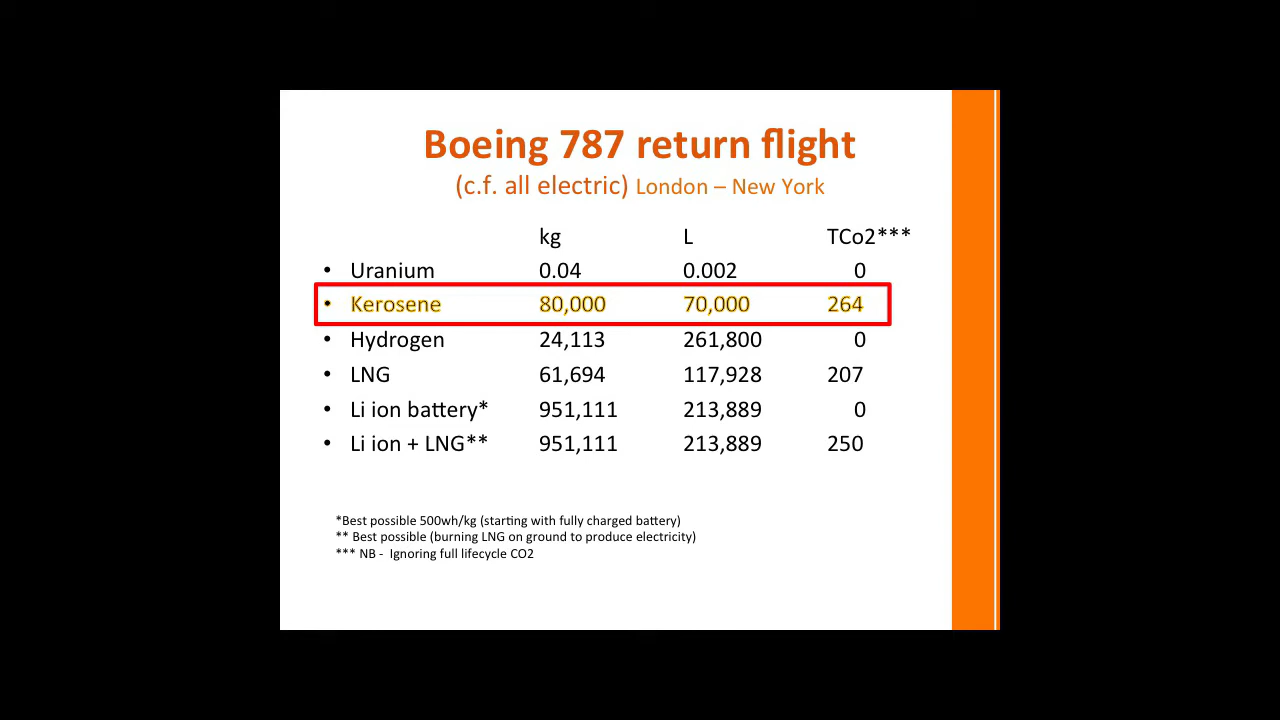 Boeing 787 return flight
(c.f. all electric) London – New York
kg L TCo2***
• Uranium 0.04 0.002 0
• Kerosene 80,000 70,000 264
• Hydrogen 24,113 261,800 0
• LNG 61,694 117,928 207
• Li ion battery* 951,111 213,889 0
• Li ion + LNG** 951,111 213,889 250
*Best possible 500wh/kg (starting with fully charged battery)
** Best possible (burning LNG on ground to produce electricity)
*** NB - Ignoring full lifecycle CO2